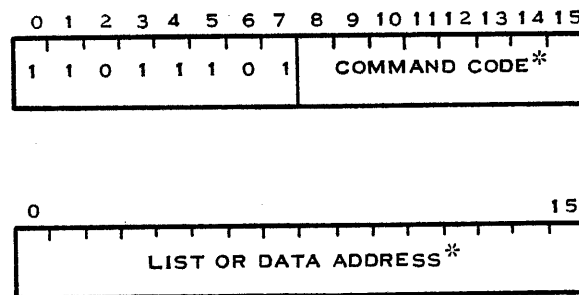 0 1 2 3 4 5 6 7 8 9 10 11 12 13 14 15
1 1 0 1 1 1 0 1 COMMAND CODE*
0 15
LIST OR DATA ADDRESS*